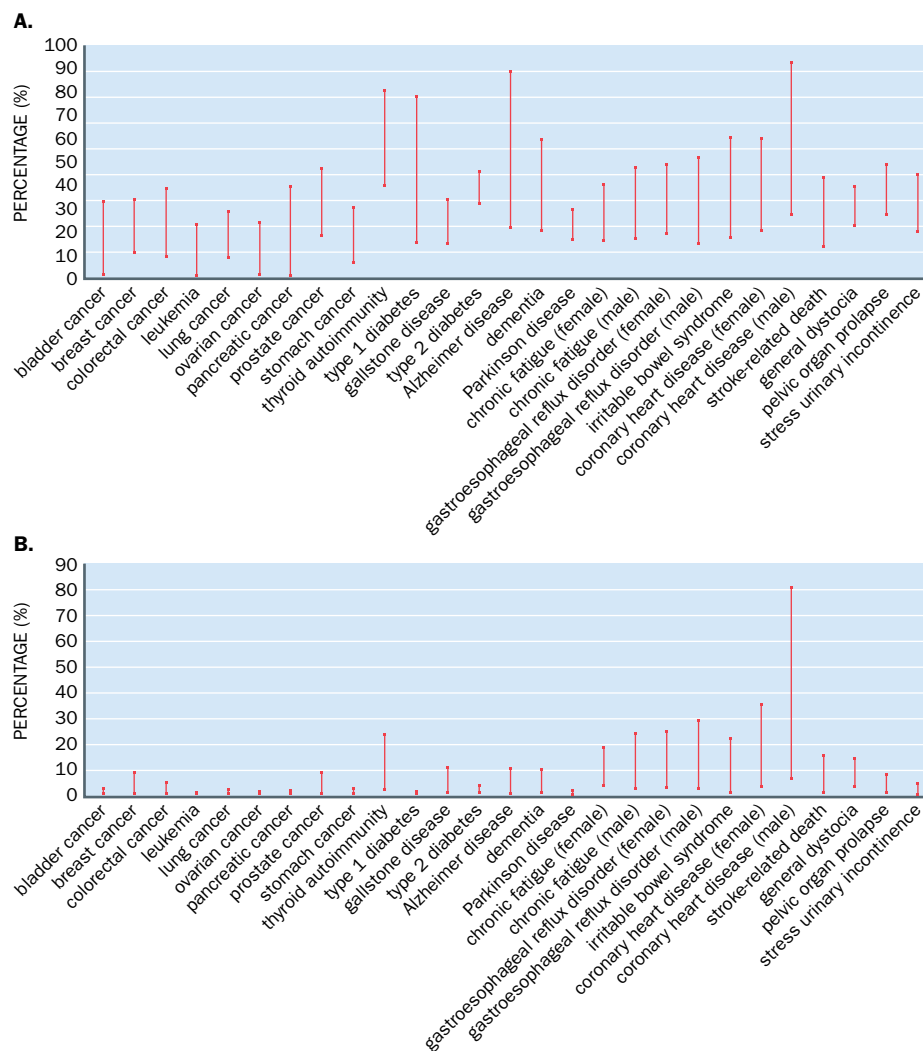 A.
PERCENTAGE (%)
100
90
80
70
60
50
40
30
20
10
0
bladder cancer
breast cancer
colorectal cancer
leukemia
lung cancer
ovarian cancer
pancreatic cancer
prostate cancer
stomach cancer
thyroid autoimmunity
type 1 diabetes
gallstone disease
type 2 diabetes
Alzheimer disease
dementia
Parkinson disease
chronic fatigue (female)
chronic fatigue (male)
gastroesophageal reflux disorder (female)
gastroesophageal reflux disorder (male)
irritable bowel syndrome
coronary heart disease (female)
coronary heart disease (male)
stroke-related death
general dystocia
pelvic organ prolapse
stress urinary incontinence
B.
PERCENTAGE (%)
90
80
70
60
50
40
30
20
10
0
bladder cancer
breast cancer
colorectal cancer
leukemia
lung cancer
ovarian cancer
pancreatic cancer
prostate cancer
stomach cancer
thyroid autoimmunity
type 1 diabetes
gallstone disease
type 2 diabetes
Alzheimer disease
dementia
Parkinson disease
chronic fatigue (female)
chronic fatigue (male)
gastroesophageal reflux disorder (female)
gastroesophageal reflux disorder (male)
irritable bowel syndrome
coronary heart disease (female)
coronary heart disease (male)
stroke-related death
general dystocia
pelvic organ prolapse
stress urinary incontinence